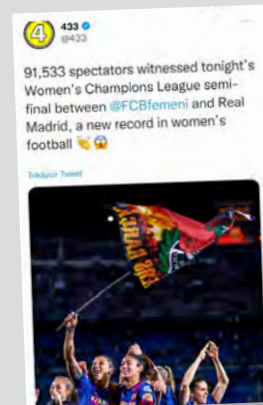 4
433
@433
91,533 spectators witnessed tonight's
Women's Champions League semi-
final between @FCBfemeni and Real
Madrid, a new record in women's
football 👏 😱
Traducir Tweet